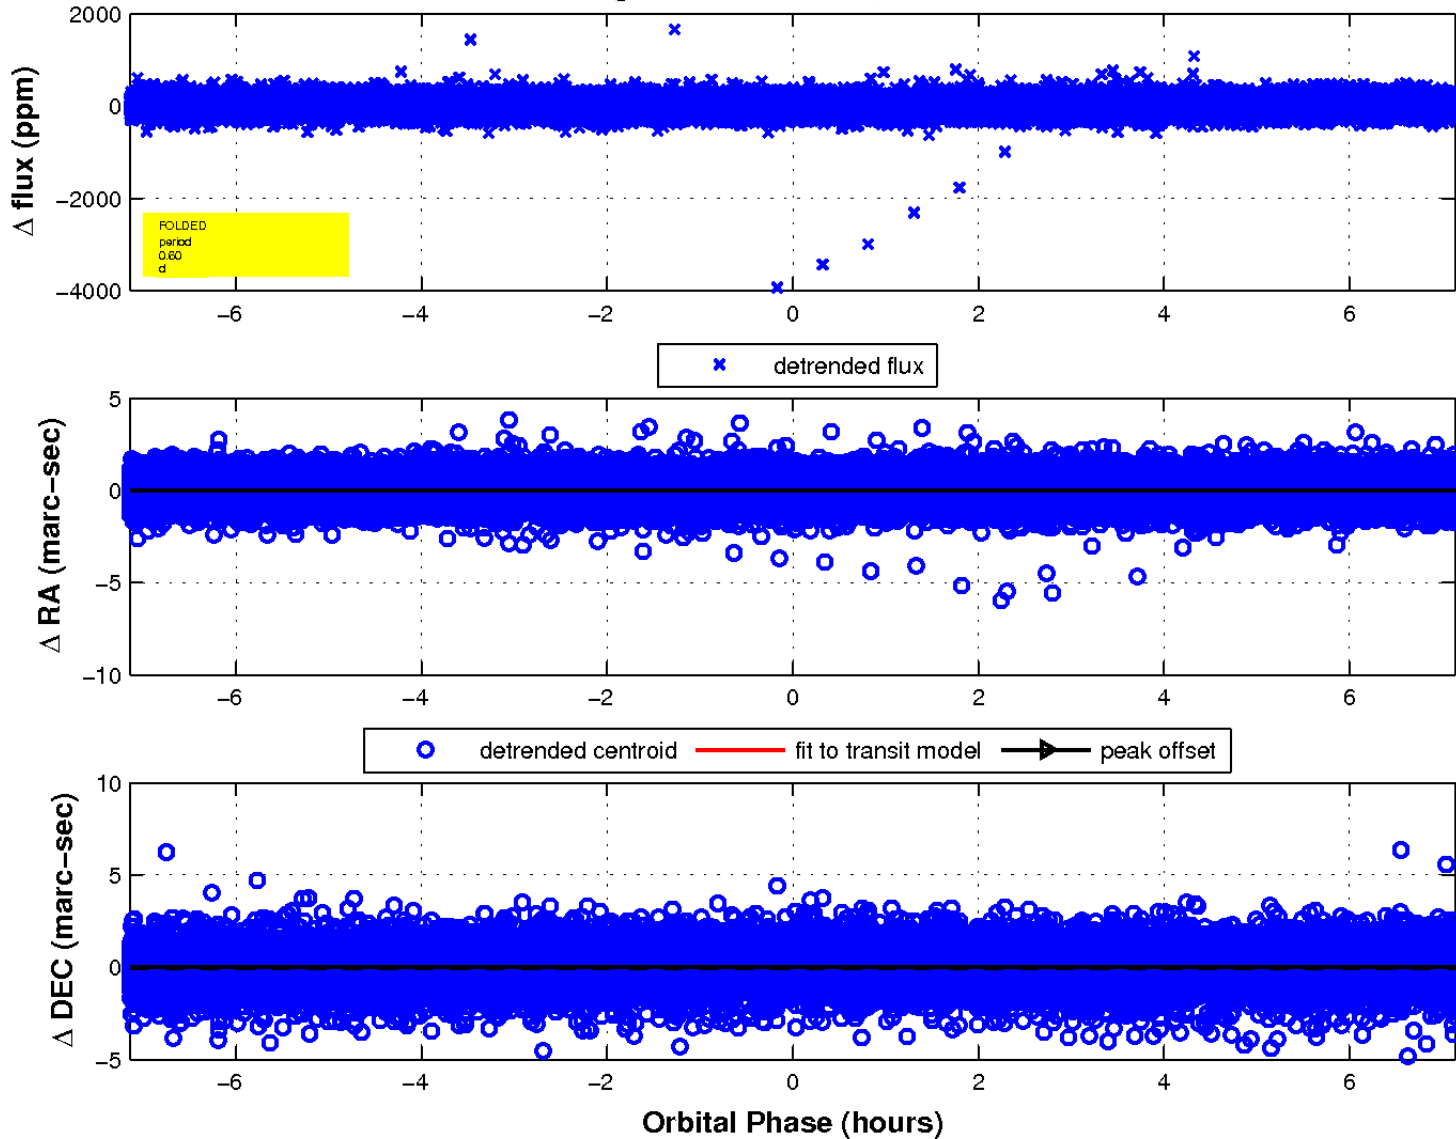 2000
0
−2000
−4000
Δ flux (ppm)
FOLDED
period
0.60
d
−6 −4 −2 0 2 4 6
detrended flux
5
0
−5
−10
Δ RA (marc−sec)
−6 −4 −2 0 2 4 6
detrended centroid fit to transit model peak offset
10
5
0
−5
Δ DEC (marc−sec)
−6 −4 −2 0 2 4 6
Orbital Phase (hours)